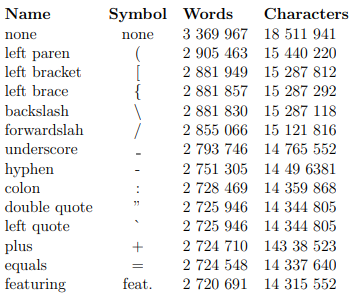 Name Symbol Words Characters
none none 3 369 967 18 511 941
left paren ( 2 905 463 15 440 220
left bracket [ 2 881 949 15 287 812
left brace { 2 881 857 15 287 292
backslash \ 2 881 830 15 287 118
forwardslah / 2 855 066 15 121 816
underscore _ 2 793 746 14 765 552
hyphen - 2 751 305 14 49 6381
colon : 2 728 469 14 359 868
double quote ” 2 725 946 14 344 805
left quote ` 2 725 946 14 344 805
plus + 2 724 710 143 38 523
equals = 2 724 548 14 337 640
featuring feat. 2 720 691 14 315 552